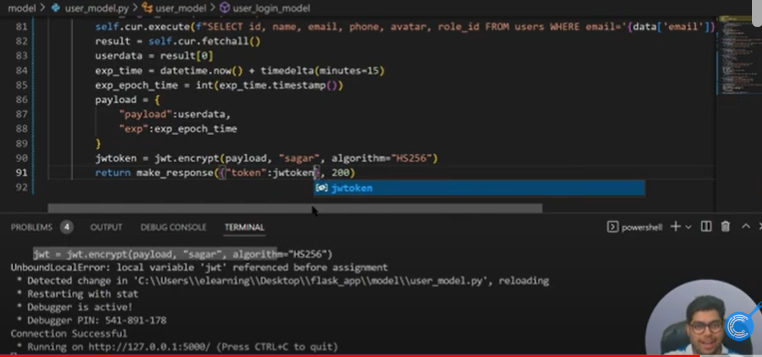 model > user_model.py > user_model > user_login_model
81 self.cur.execute(f"SELECT id, name, email, phone, avatar, role_id FROM users WHERE email='{data['email']}
82 result = self.cur.fetchall()
83 userdata = result[0]
84 exp_time = datetime.now() + timedelta(minutes=15)
85 exp_epoch_time = int(exp_time.timestamp())
86 payload = {
87 "payload":userdata,
88 "exp":exp_epoch_time
89 }
90 jwtoken = jwt.encrypt(payload, "sagar", algorithm="HS256")
91 return make_response({"token":jwtoken}, 200)
92 jwtoken
PROBLEMS 4 OUTPUT DEBUG CONSOLE TERMINAL powershell
jwt = jwt.encrypt(payload, "sagar", algorithm="HS256")
UnboundLocalError: local variable 'jwt' referenced before assignment
* Detected change in 'C:\\Users\\elearning\\Desktop\\flask_app\\model\\user_model.py', reloading
* Restarting with stat
* Debugger is active!
* Debugger PIN: 541-891-178
Connection Successful
* Running on http://127.0.0.1:5000/ (Press CTRL+C to quit)